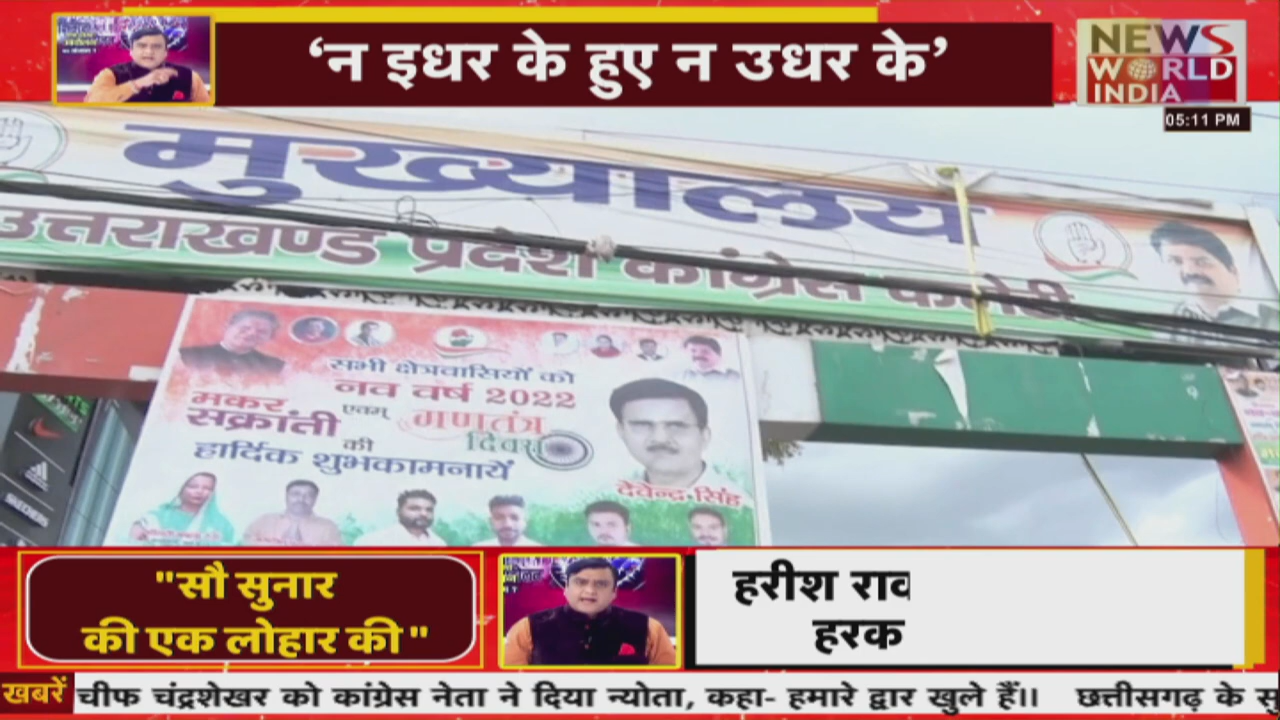 ‘न इधर के हुए न उधर के’
NEWS
WORLD
INDIA
05:11 PM
मुख्यालय
उत्तराखण्ड प्रदेश कांग्रेस कमेटी
सभी क्षेत्रवासियों को
नव वर्ष 2022
मकर
सक्रांती
एवम् गणतंत्र
दिवस
की
हार्दिक शुभकामनायें
देवेन्द्र सिंह
SKECHERS
"सौ सुनार
की एक लोहार की"
हरीश राव
हरक
खबरें चीफ चंद्रशेखर को कांग्रेस नेता ने दिया न्योता, कहा- हमारे द्वार खुले हैं।। छत्तीसगढ़ के सु